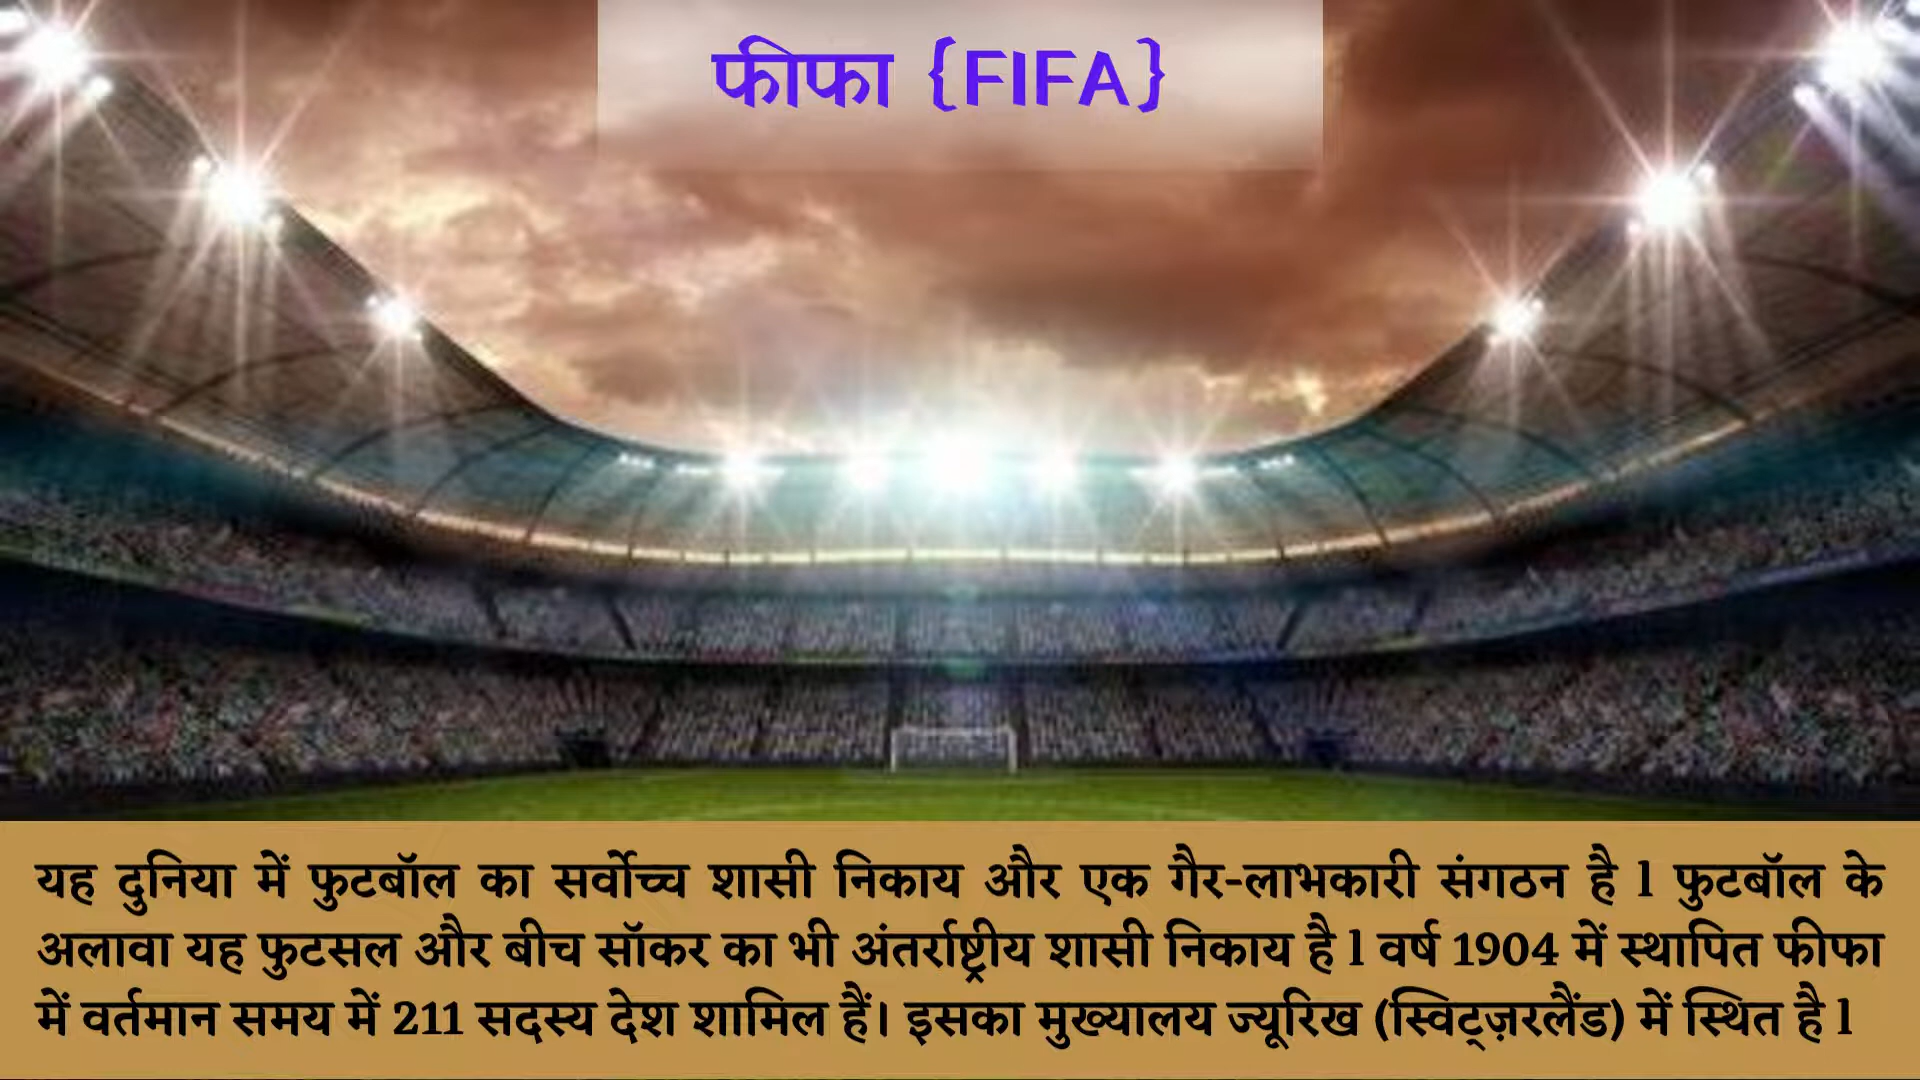 फीफा {FIFA}
यह दुनिया में फुटबॉल का सर्वोच्च शासी निकाय और एक गैर-लाभकारी संगठन है l फुटबॉल के
अलावा यह फुटसल और बीच सॉकर का भी अंतर्राष्ट्रीय शासी निकाय है l वर्ष 1904 में स्थापित फीफा
में वर्तमान समय में 211 सदस्य देश शामिल हैं। इसका मुख्यालय ज्यूरिख (स्विट्ज़रलैंड) में स्थित है l